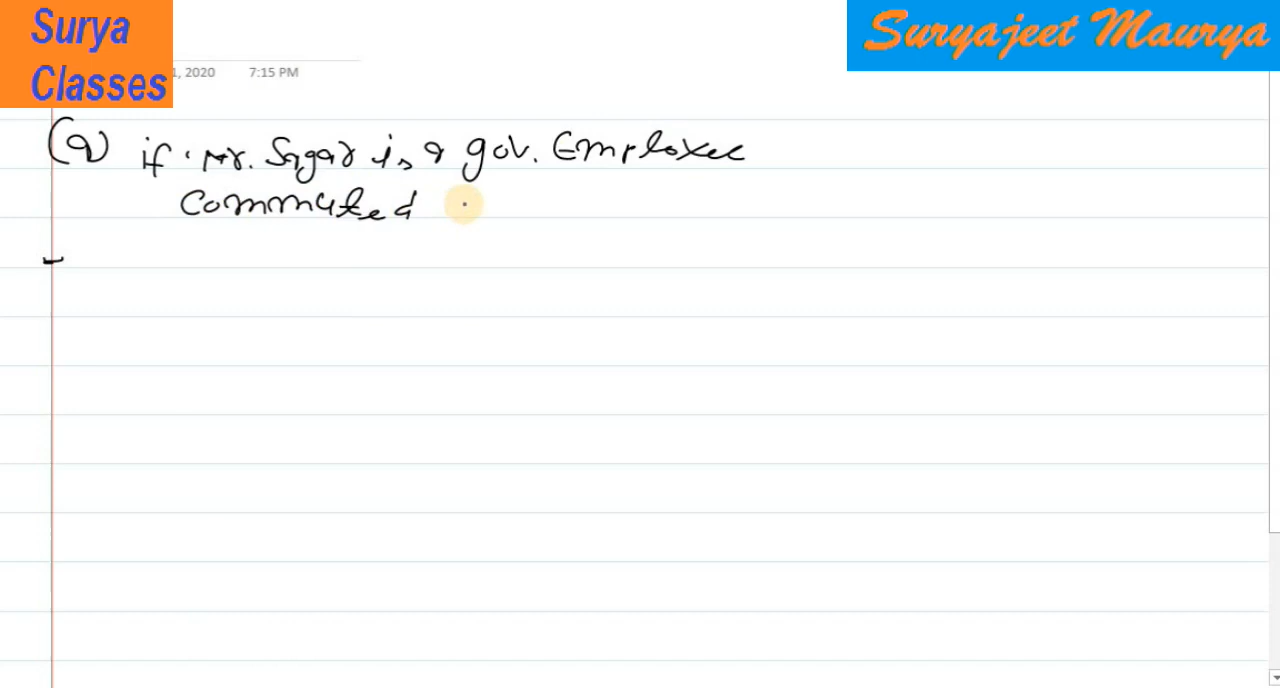 Surya
Classes
Suryajeet Maurya
1, 2020 7:15 PM
(a) if Mr. Sagar is a gov. Employee
Commuted